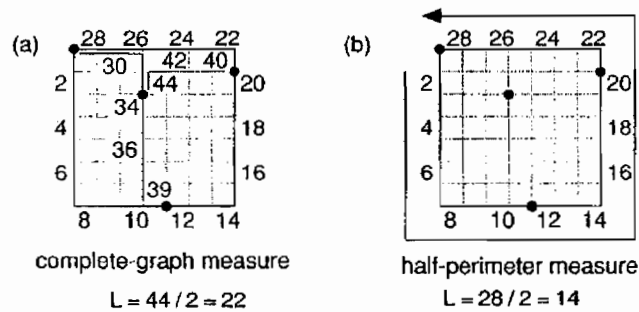 (a) 28 26 24 22 (b) 28 26 24 22
30 42 40
2 44 20 2 20
34
4 18 4 18
36
6 16 6 16
39
8 10 12 14 8 10 12 14
complete-graph measure half-perimeter measure
L = 44 / 2 = 22 L = 28 / 2 = 14